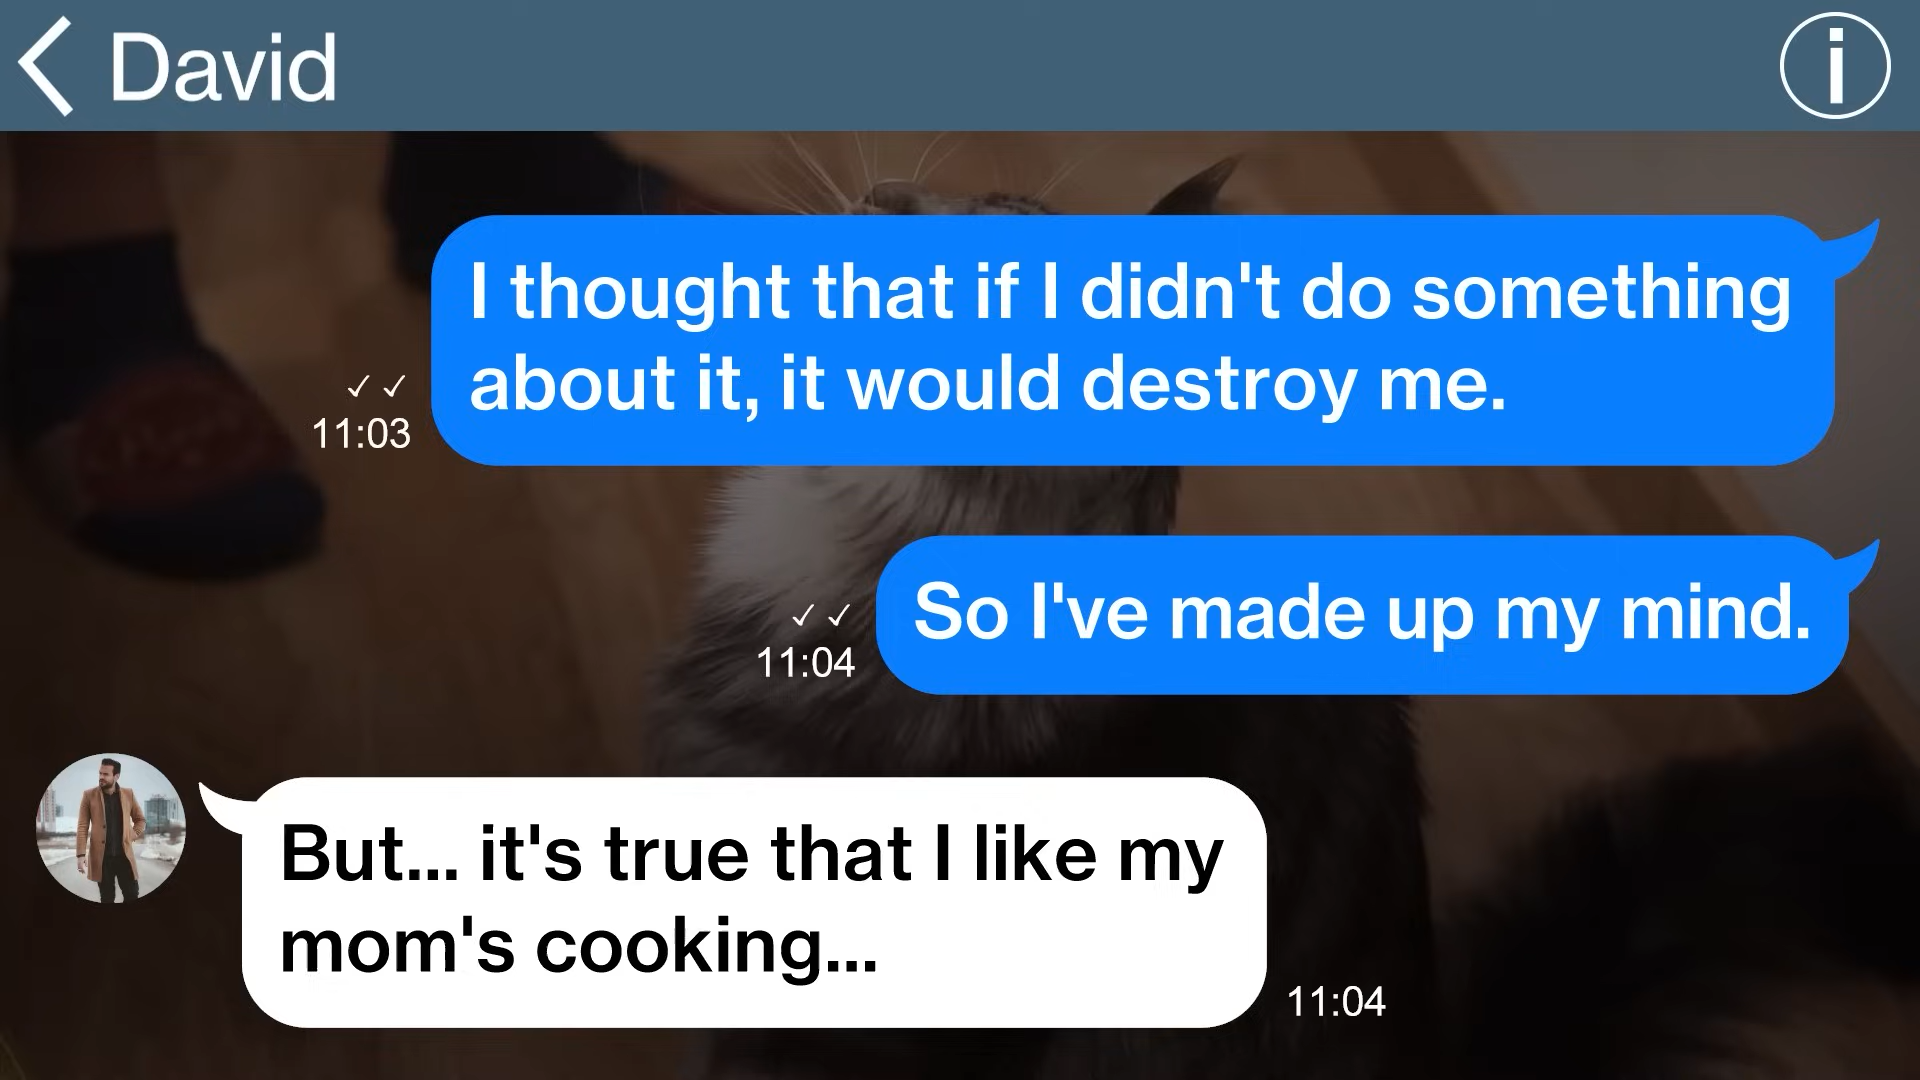 David
I thought that if I didn't do something
about it, it would destroy me.
✓ ✓
11:03
So I've made up my mind.
✓ ✓
11:04
But... it's true that I like my
mom's cooking...
11:04